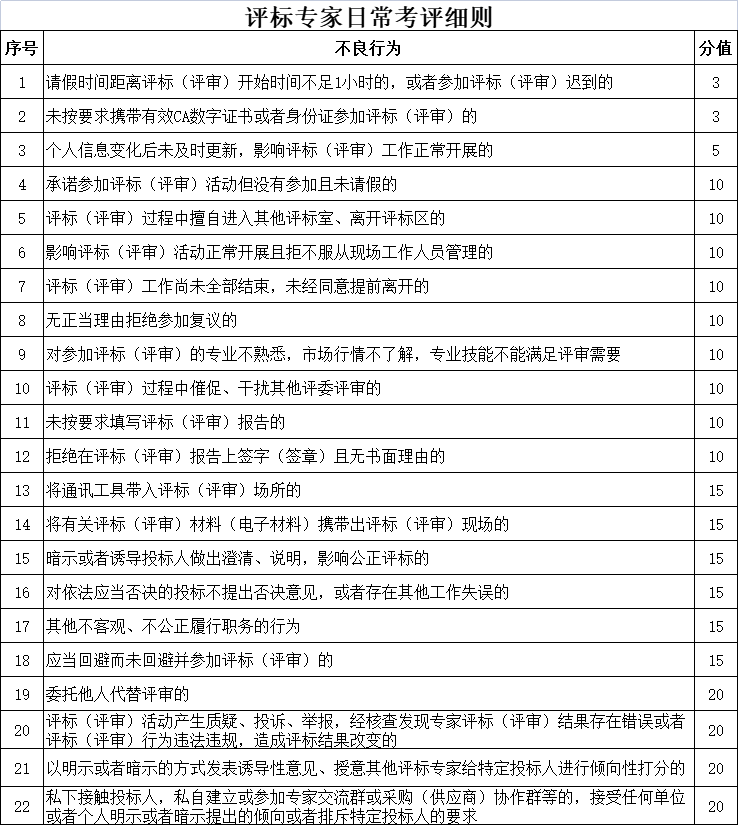 评标专家日常考评细则
序号 不良行为 分值
1 请假时间距离评标（评审）开始时间不足1小时的，或者参加评标（评审）迟到的 3
2 未按要求携带有效CA数字证书或者身份证参加评标（评审）的 3
3 个人信息变化后未及时更新，影响评标（评审）工作正常开展的 5
4 承诺参加评标（评审）活动但没有参加且未请假的 10
5 评标（评审）过程中擅自进入其他评标室、离开评标区的 10
6 影响评标（评审）活动正常开展且拒不服从现场工作人员管理的 10
7 评标（评审）工作尚未全部结束，未经同意提前离开的 10
8 无正当理由拒绝参加复议的 10
9 对参加评标（评审）的专业不熟悉，市场行情不了解，专业技能不能满足评审需要 10
10 评标（评审）过程中催促、干扰其他评委评审的 10
11 未按要求填写评标（评审）报告的 10
12 拒绝在评标（评审）报告上签字（签章）且无书面理由的 10
13 将通讯工具带入评标（评审）场所的 15
14 将有关评标（评审）材料（电子材料）携带出评标（评审）现场的 15
15 暗示或者诱导投标人做出澄清、说明，影响公正评标的 15
16 对依法应当否决的投标不提出否决意见，或者存在其他工作失误的 15
17 其他不客观、不公正履行职务的行为 15
18 应当回避而未回避并参加评标（评审）的 15
19 委托他人代替评审的 20
20 评标（评审）活动产生质疑、投诉、举报，经核查发现专家评标（评审）结果存在错误或者
评标（评审）行为违法违规，造成评标结果改变的 20
21 以明示或者暗示的方式发表诱导性意见、授意其他评标专家给特定投标人进行倾向性打分的 20
22 私下接触投标人，私自建立或参加专家交流群或采购（供应商）协作群等的，接受任何单位
或者个人明示或者暗示提出的倾向或者排斥特定投标人的要求 20